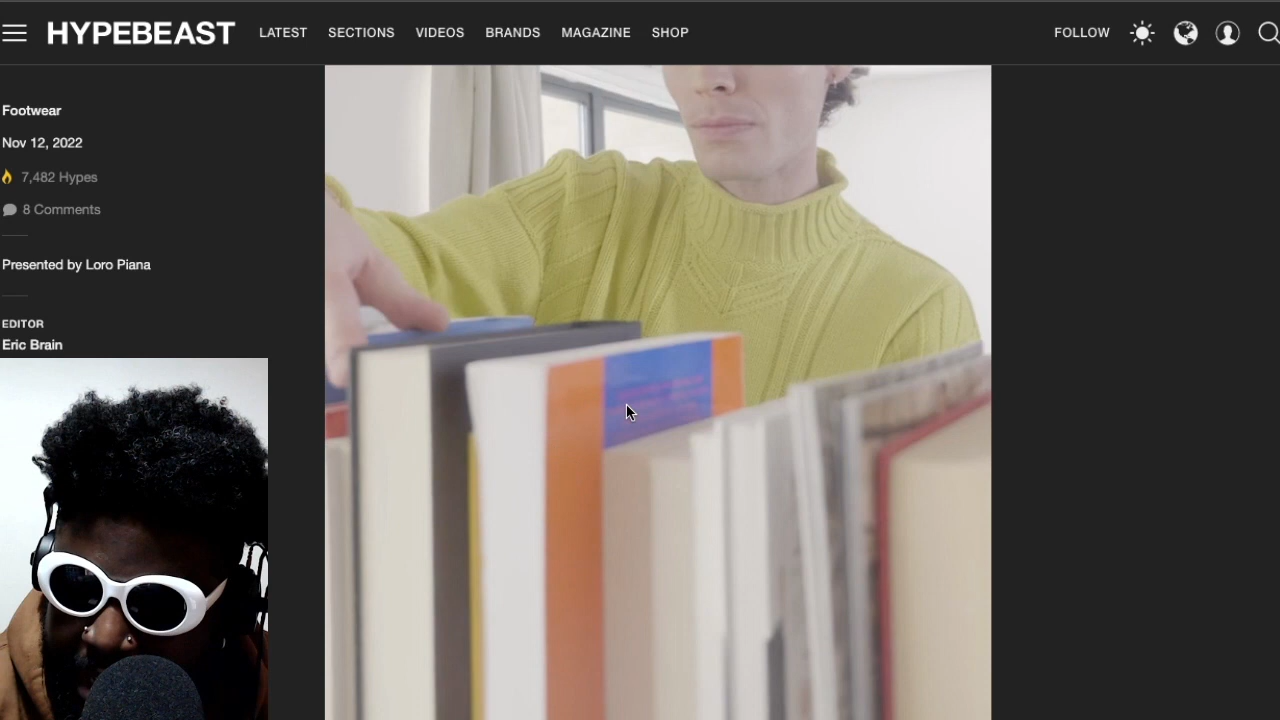 HYPEBEAST
LATEST SECTIONS VIDEOS BRANDS MAGAZINE SHOP
FOLLOW
Footwear
Nov 12, 2022
7,482 Hypes
8 Comments
Presented by Loro Piana
EDITOR
Eric Brain